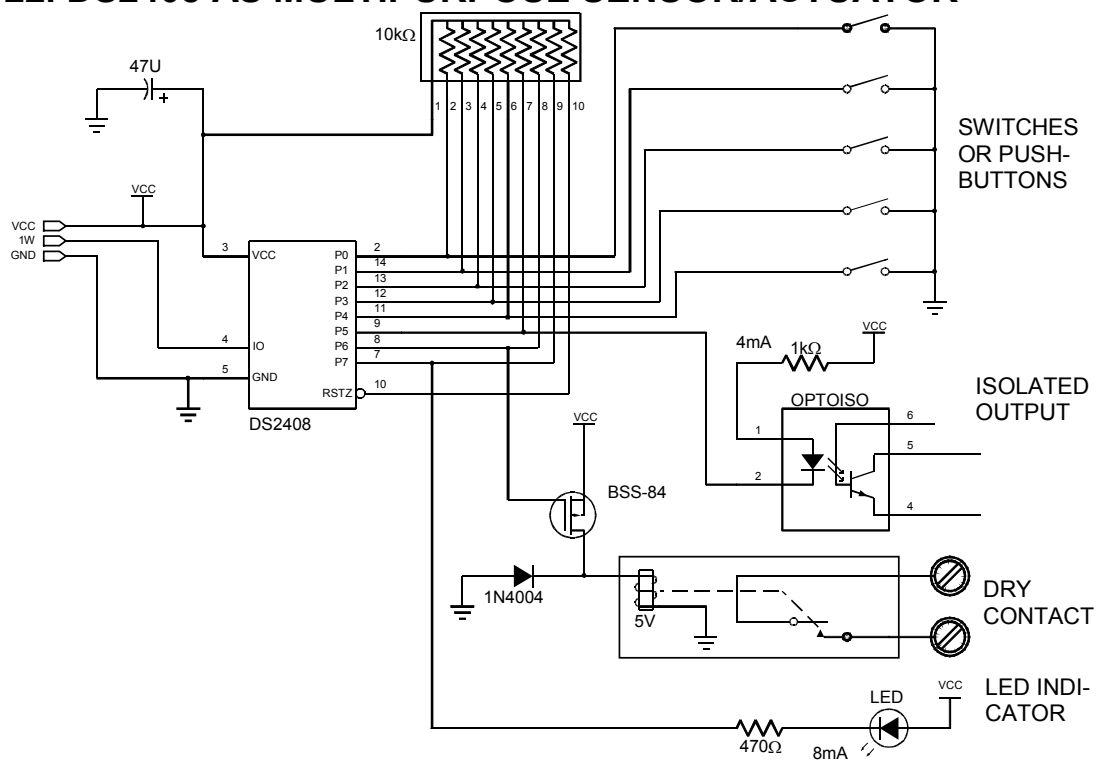 DS2408 AS MULTIPURPOSE SENSOR/ACTUATOR
10kΩ
47U
+
1 2 3 4 5 6 7 8 9 10
SWITCHES
OR PUSH-
BUTTONS
VCC
VCC
1W
GND
3
VCC
4
IO
5
GND
P0
2
P1
14
P2
13
P3
12
P4
11
P5
9
P6
8
P7
7
RSTZ
10
DS2408
VCC
4mA
1kΩ
OPTOISO
1
2
6
5
4
ISOLATED
OUTPUT
VCC
BSS-84
1N4004
5V
DRY
CONTACT
VCC
LED
470Ω
8mA
LED INDI-
CATOR